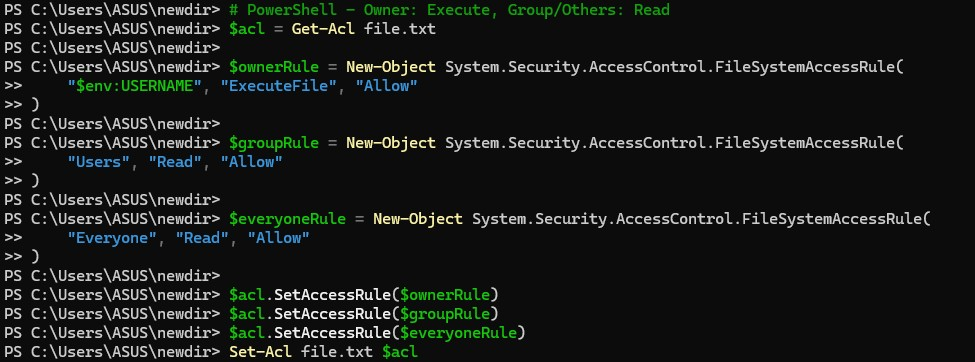 PS C:\Users\ASUS\newdir> # PowerShell - Owner: Execute, Group/Others: Read
PS C:\Users\ASUS\newdir> $acl = Get-Acl file.txt
PS C:\Users\ASUS\newdir>
PS C:\Users\ASUS\newdir> $ownerRule = New-Object System.Security.AccessControl.FileSystemAccessRule(
>>     "$env:USERNAME", "ExecuteFile", "Allow"
>> )
PS C:\Users\ASUS\newdir>
PS C:\Users\ASUS\newdir> $groupRule = New-Object System.Security.AccessControl.FileSystemAccessRule(
>>     "Users", "Read", "Allow"
>> )
PS C:\Users\ASUS\newdir>
PS C:\Users\ASUS\newdir> $everyoneRule = New-Object System.Security.AccessControl.FileSystemAccessRule(
>>     "Everyone", "Read", "Allow"
>> )
PS C:\Users\ASUS\newdir>
PS C:\Users\ASUS\newdir> $acl.SetAccessRule($ownerRule)
PS C:\Users\ASUS\newdir> $acl.SetAccessRule($groupRule)
PS C:\Users\ASUS\newdir> $acl.SetAccessRule($everyoneRule)
PS C:\Users\ASUS\newdir> Set-Acl file.txt $acl